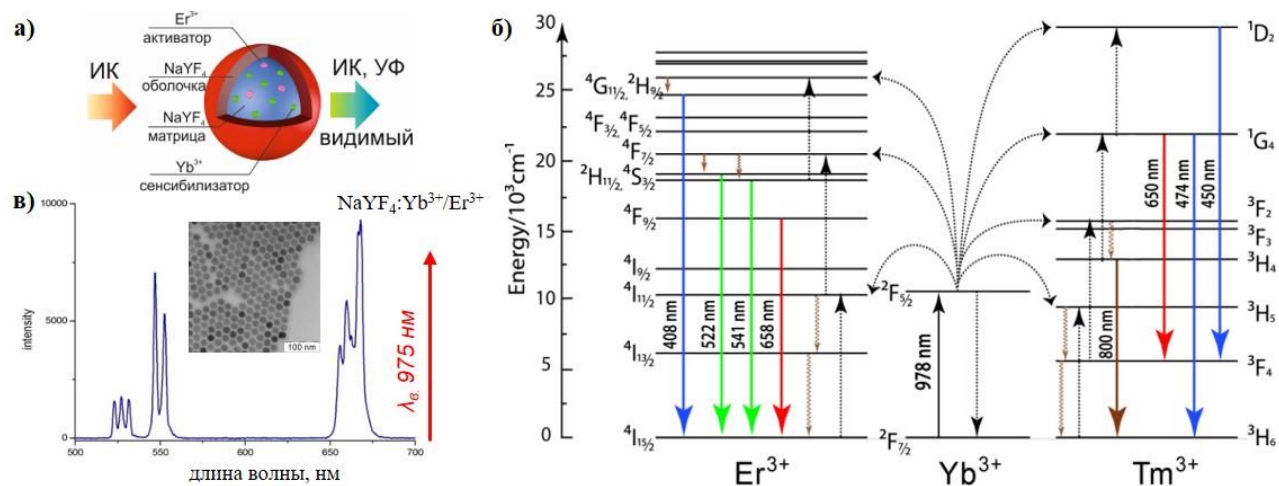 а)
Er³⁺
активатор
NaYF₄
оболочка
NaYF₄
матрица
Yb³⁺
сенсибилизатор
ИК
ИК, УФ
видимый
в)
NaYF₄:Yb³⁺/Er³⁺
10000
5000
0
intensity
100 nm
λв. 975 нм
500
550
600
650
700
длина волны, нм
б)
Energy/10³cm⁻¹
30
25
20
15
10
5
0
⁴G₁₁/₂, ²H₉/₂
⁴F₃/₂, ⁴F₅/₂
⁴F₇/₂
²H₁₁/₂, ⁴S₃/₂
⁴F₉/₂
⁴I₉/₂
⁴I₁₁/₂
⁴I₁₃/₂
⁴I₁₅/₂
408 nm
522 nm
541 nm
658 nm
Er³⁺
²F₅/₂
978 nm
²F₇/₂
Yb³⁺
650 nm
474 nm
450 nm
800 nm
¹D₂
¹G₄
³F₂
³F₃
³H₄
³H₅
³F₄
³H₆
Tm³⁺